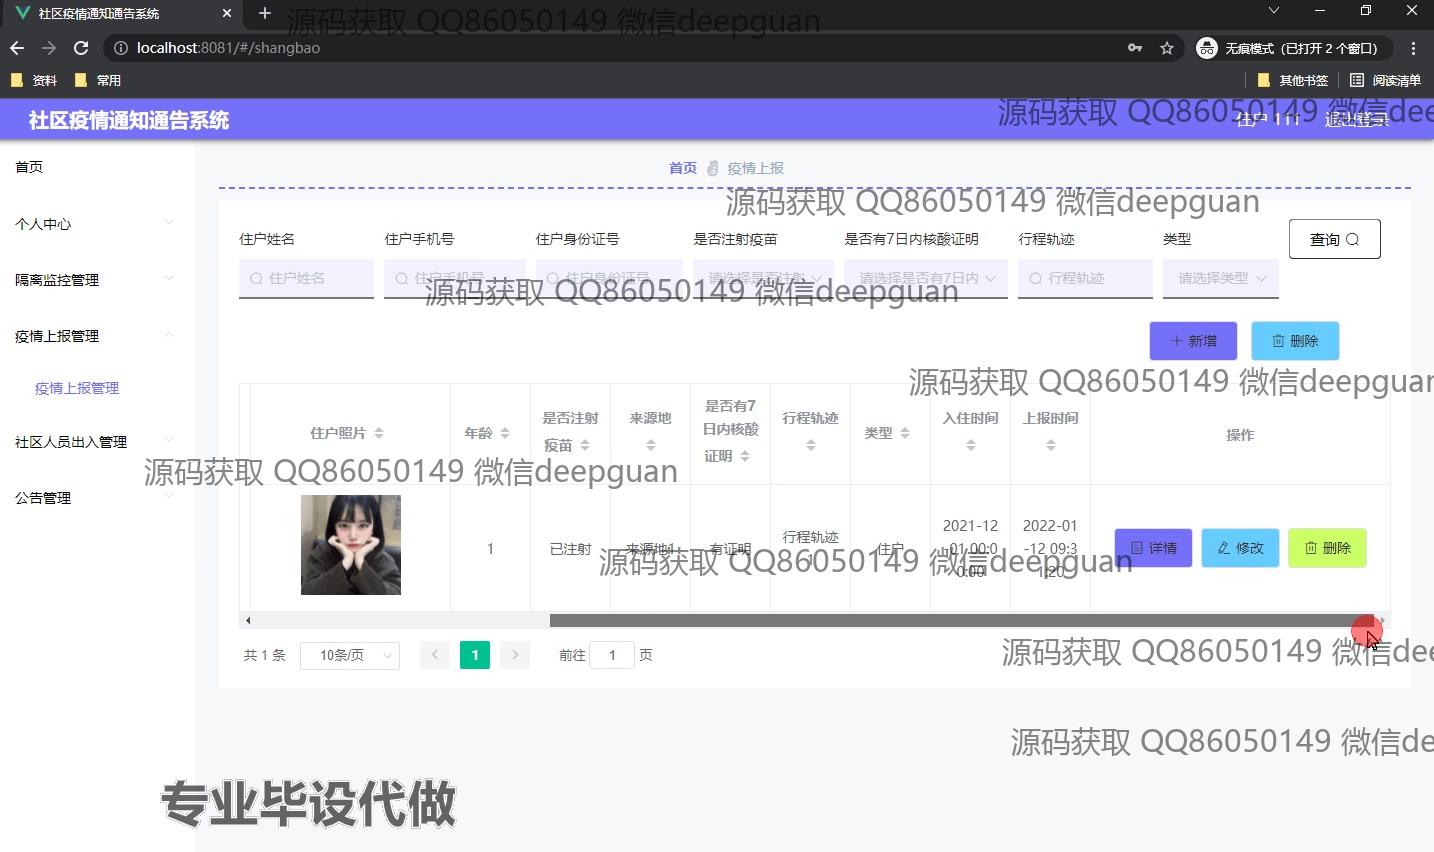 社区疫情通知通告系统
源码获取 QQ86050149 微信deepguan
localhost:8081/#/shangbao
无痕模式（已打开 2 个窗口）
资料 常用 其他书签 阅读清单
社区疫情通知通告系统
住户 111 退出登录
源码获取 QQ86050149 微信dee
首页
首页 疫情上报
源码获取 QQ86050149 微信deepguan
个人中心
住户姓名 住户手机号 住户身份证号 是否注射疫苗 是否有7日内核酸证明 行程轨迹 类型 查询
隔离监控管理
住户姓名 住户手机号 住户身份证号 请选择是否注射 请选择是否有7日内 行程轨迹 请选择类型
源码获取 QQ86050149 微信deepguan
疫情上报管理
新增 删除
疫情上报管理
源码获取 QQ86050149 微信deepguan
社区人员出入管理
住户照片 年龄 是否注射疫苗 来源地 是否有7日内核酸证明 行程轨迹 类型 入住时间 上报时间 操作
源码获取 QQ86050149 微信deepguan
公告管理
1 已注射 来源地1 有证明 行程轨迹1 住户 2021-12-01 00:00:00 2022-01-12 09:31:20 详情 修改 删除
源码获取 QQ86050149 微信deepguan
共 1 条 10条/页 1 前往 1 页
源码获取 QQ86050149 微信dee
源码获取 QQ86050149 微信de
专业毕设代做